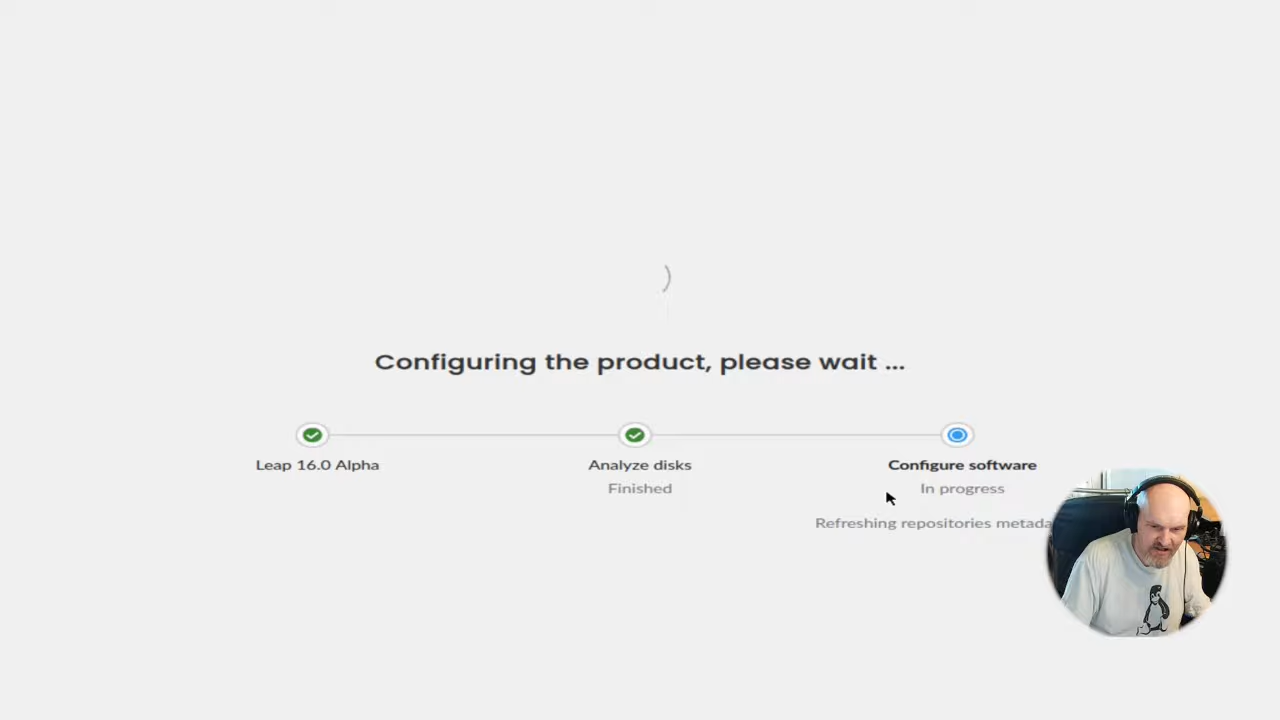 Configuring the product, please wait ...
Leap 16.0 Alpha
Analyze disks
Finished
Configure software
In progress
Refreshing repositories